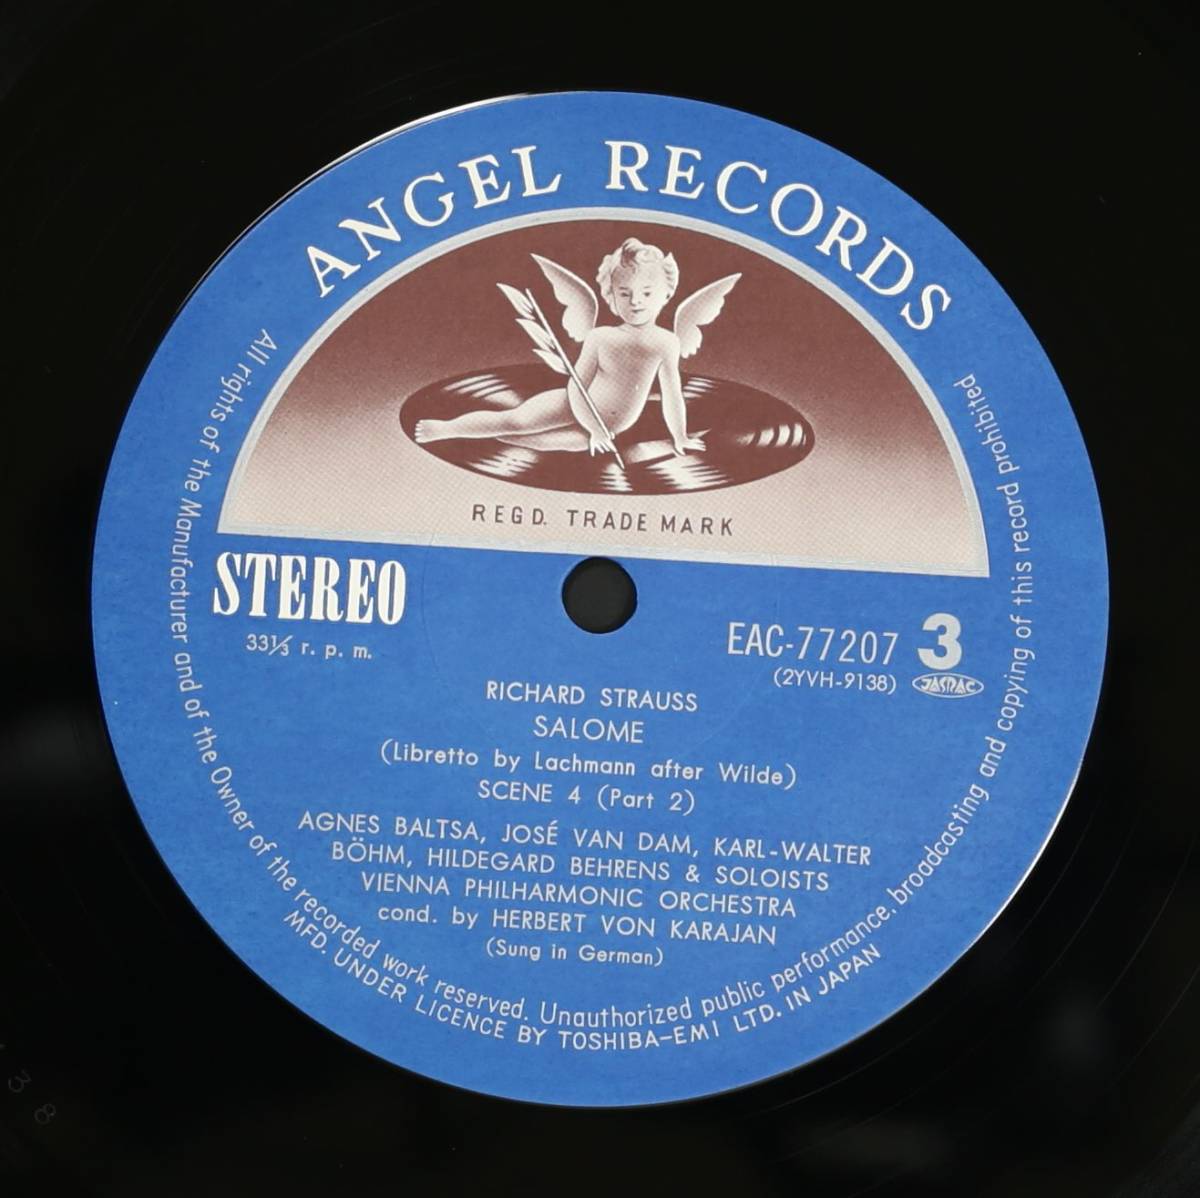 ANGEL RECORDS
REGD. TRADE MARK
STEREO
33⅓ r. p. m.
EAC-77207 3
(2YVH-9138) JASRAC
RICHARD STRAUSS
SALOME
(Libretto by Lachmann after Wilde)
SCENE 4 (Part 2)
AGNES BALTSA, JOSÉ VAN DAM, KARL-WALTER
BÖHM, HILDEGARD BEHRENS & SOLOISTS
VIENNA PHILHARMONIC ORCHESTRA
cond. by HERBERT VON KARAJAN
(Sung in German)
All rights of the Manufacturer and of the Owner of the recorded work reserved. Unauthorized public performance, broadcasting and copying of this record prohibited
MFD. UNDER LICENCE BY TOSHIBA-EMI LTD. IN JAPAN
3 8